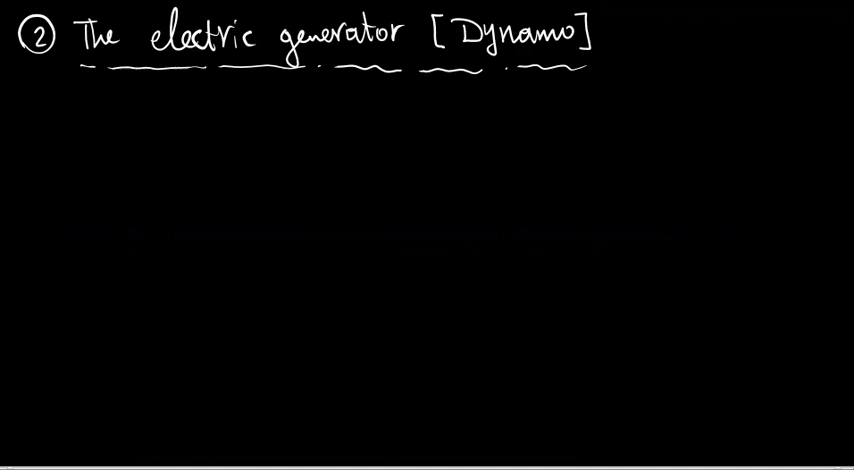 ② The electric generator [Dynamo]